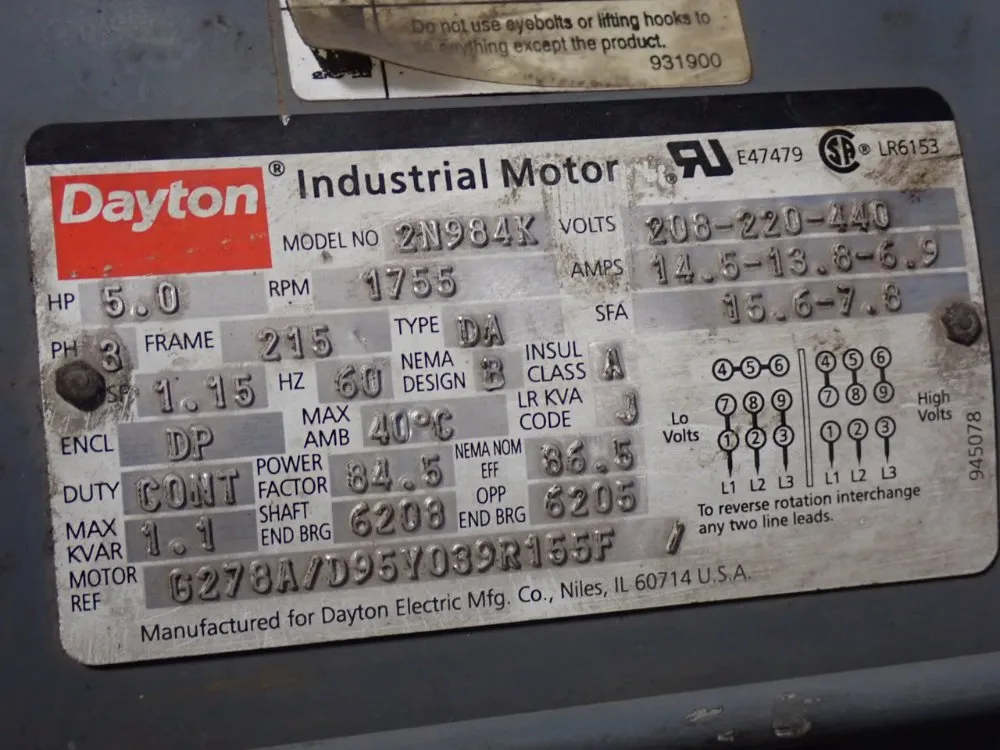 Do not use eyebolts or lifting hooks to
anything except the product.
931900
Dayton® Industrial Motor
E47479 SA® LR6153
MODEL NO 2N984K VOLTS 208-220-440
HP 5.0 RPM 1755 AMPS 14.5-13.8-6.9
PH 3 FRAME 215 TYPE DA SFA 15.6-7.8
SF 1.15 HZ 60 NEMA DESIGN B INSUL CLASS A
ENCL DP MAX AMB 40°C LR KVA CODE J
DUTY CONT POWER FACTOR 84.5 NEMA NOM EFF 86.5
MAX KVAR 1.1 SHAFT END BRG 6208 OPP END BRG 6205
MOTOR REF G278A/D95Y039R155F /
Lo Volts
4-5-6
7 8 9
1 2 3
L1 L2 L3
High Volts
4 5 6
7 8 9
1 2 3
L1 L2 L3
To reverse rotation interchange
any two line leads.
945078
Manufactured for Dayton Electric Mfg. Co., Niles, IL 60714 U.S.A.